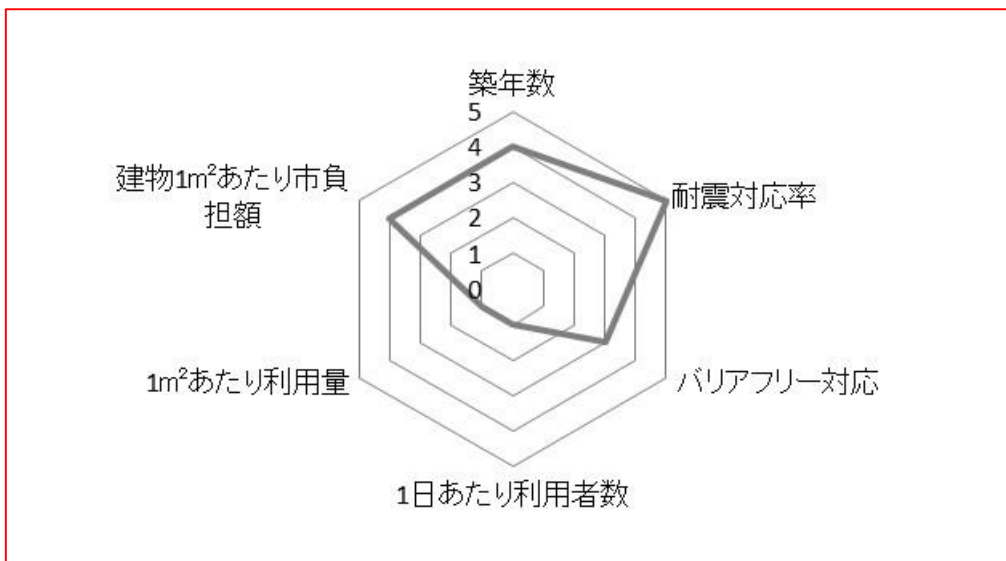 築年数
5
4
3
2
1
0
耐震対応率
バリアフリー対応
1日あたり利用者数
1m²あたり利用量
建物1m²あたり市負
担額